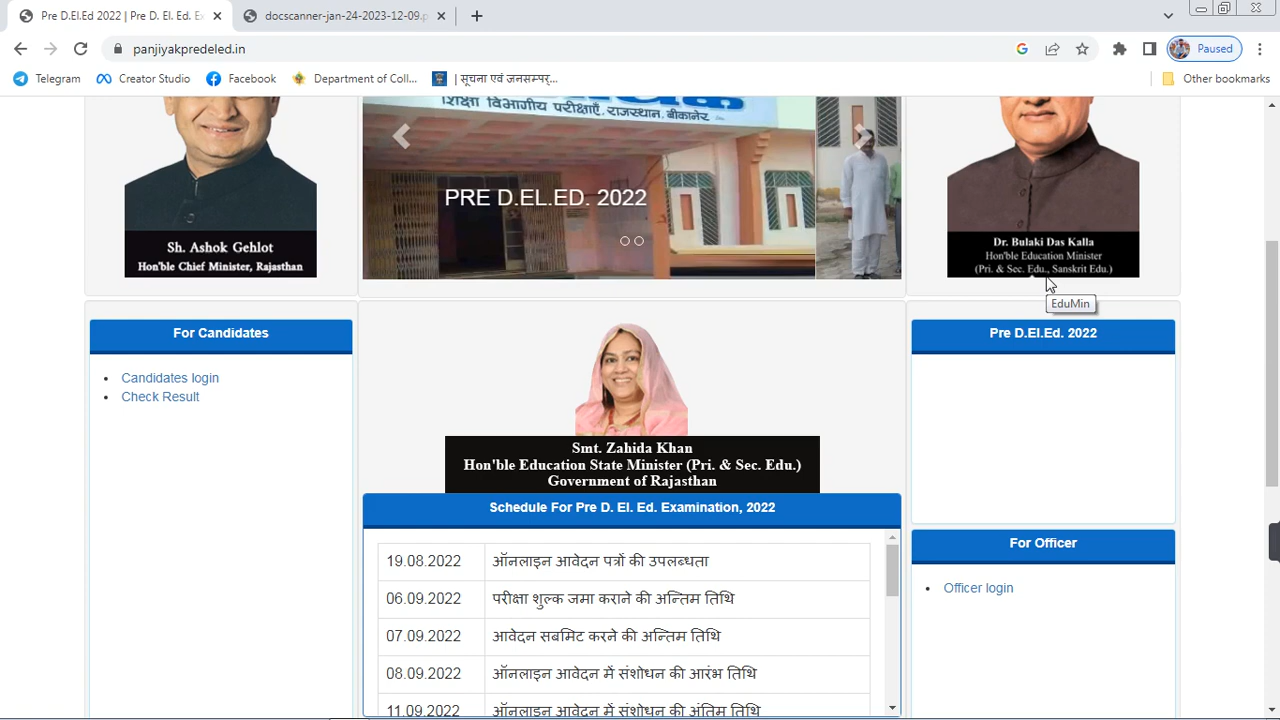 Pre D.El.Ed 2022 | Pre D. El. Ed. Ex
docscanner-jan-24-2023-12-09.p
panjiyakpredeled.in
Paused
Telegram
Creator Studio
Facebook
Department of Coll...
| सूचना एवं जनसम्पर्...
Other bookmarks
शिक्षा विभागीय परीक्षाएँ, राजस्थान, बीकानेर
PRE D.EL.ED. 2022
Sh. Ashok Gehlot
Hon'ble Chief Minister, Rajasthan
Dr. Bulaki Das Kalla
Hon'ble Education Minister
(Pri. & Sec. Edu., Sanskrit Edu.)
EduMin
For Candidates
Candidates login
Check Result
Smt. Zahida Khan
Hon'ble Education State Minister (Pri. & Sec. Edu.)
Government of Rajasthan
Schedule For Pre D. El. Ed. Examination, 2022
19.08.2022 ऑनलाइन आवेदन पत्रों की उपलब्धता
06.09.2022 परीक्षा शुल्क जमा कराने की अन्तिम तिथि
07.09.2022 आवेदन सबमिट करने की अन्तिम तिथि
08.09.2022 ऑनलाइन आवेदन में संशोधन की आरंभ तिथि
11.09.2022 ऑनलाइन आवेदन में संशोधन की अंतिम तिथि
Pre D.El.Ed. 2022
For Officer
Officer login